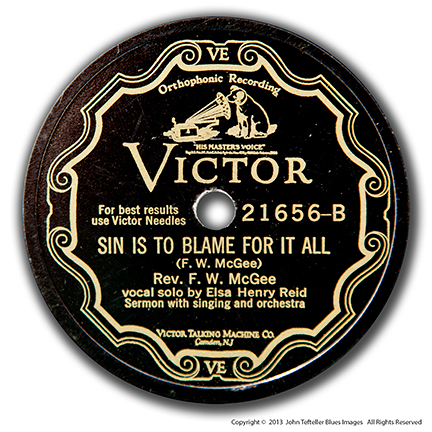 VE
Orthophonic Recording
"HIS MASTER'S VOICE"
VICTOR
For best results
use Victor Needles
21656-B
SIN IS TO BLAME FOR IT ALL
(F. W. McGee)
Rev. F. W. McGee
vocal solo by Elsa Henry Reid
Sermon with singing and orchestra
VICTOR TALKING MACHINE CO.
Camden, N.J.
VE
Copyright © 2013 John Tefteller Blues Images All Rights Reserved